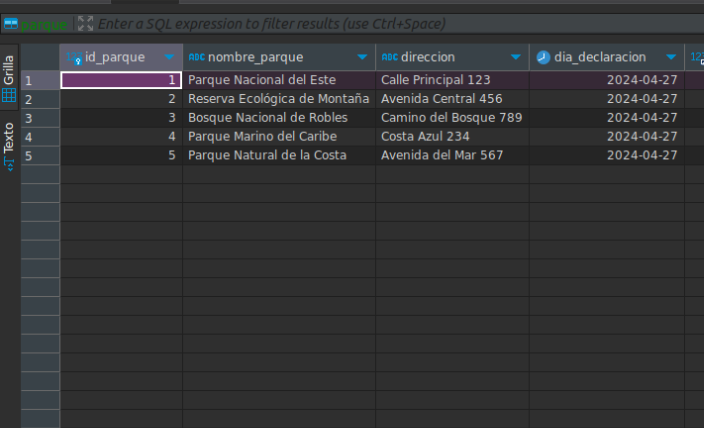 parque Enter a SQL expression to filter results (use Ctrl+Space)
Grilla
Texto
id_parque ABC nombre_parque ABC direccion dia_declaracion 123
1 1 Parque Nacional del Este Calle Principal 123 2024-04-27
2 2 Reserva Ecológica de Montaña Avenida Central 456 2024-04-27
3 3 Bosque Nacional de Robles Camino del Bosque 789 2024-04-27
4 4 Parque Marino del Caribe Costa Azul 234 2024-04-27
5 5 Parque Natural de la Costa Avenida del Mar 567 2024-04-27